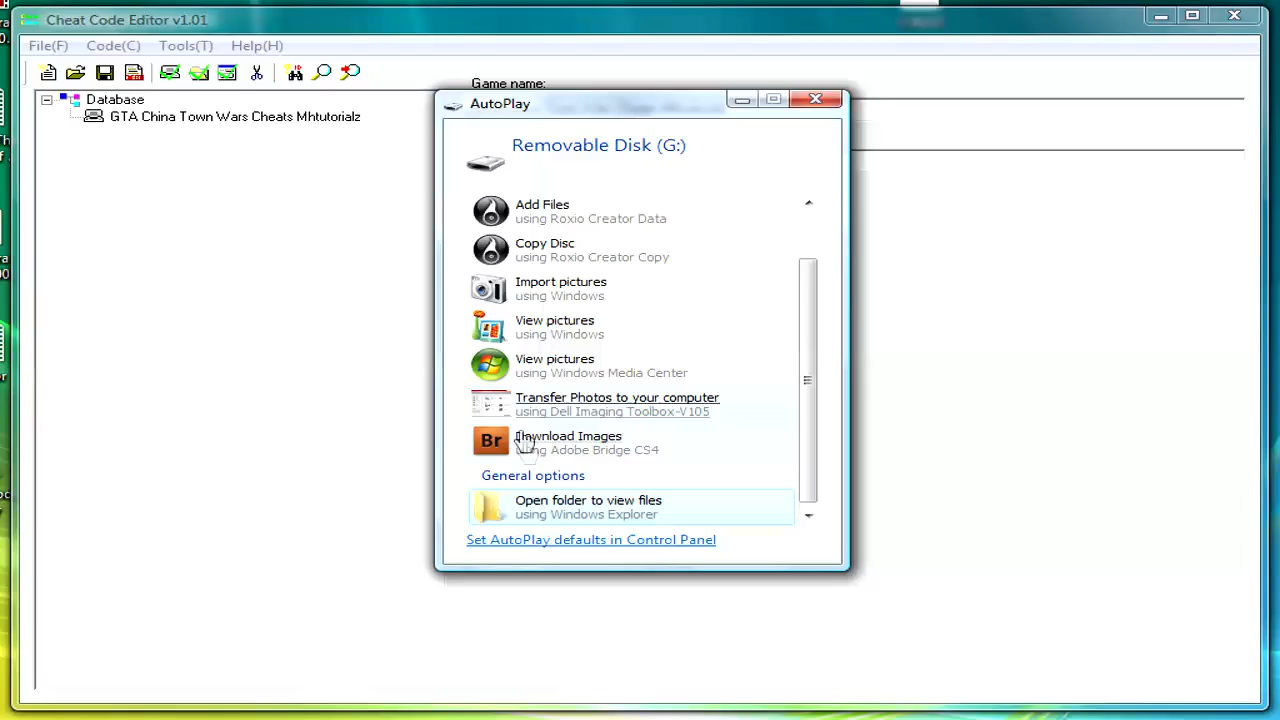 Cheat Code Editor v1.01
File(F) Code(C) Tools(T) Help(H)
Game name:
Database
GTA China Town Wars Cheats Mhtutorialz
AutoPlay
Removable Disk (G:)
Add Files
using Roxio Creator Data
Copy Disc
using Roxio Creator Copy
Import pictures
using Windows
View pictures
using Windows
View pictures
using Windows Media Center
Transfer Photos to your computer
using Dell Imaging Toolbox-V105
Br
Download Images
using Adobe Bridge CS4
General options
Open folder to view files
using Windows Explorer
Set AutoPlay defaults in Control Panel